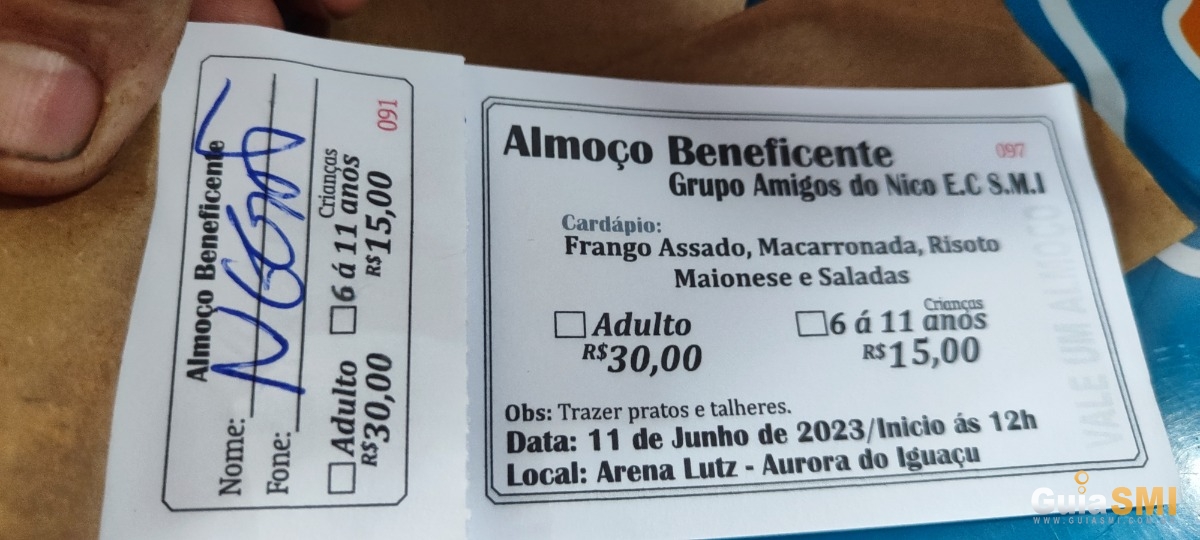 Almoço Beneficente
Nome:
Fone:
Adulto
R$30,00
Crianças
6 á 11 anos
R$15,00
091
Almoço Beneficente
097
Grupo Amigos do Nico E.C S.M.I
Cardápio:
Frango Assado, Macarronada, Risoto
Maionese e Saladas
Adulto
R$30,00
Crianças
6 á 11 anos
R$15,00
Obs: Trazer pratos e talheres.
Data: 11 de Junho de 2023/Inicio ás 12h
Local: Arena Lutz - Aurora do Iguaçu
VALE UM ALMOÇO
Guia SMI